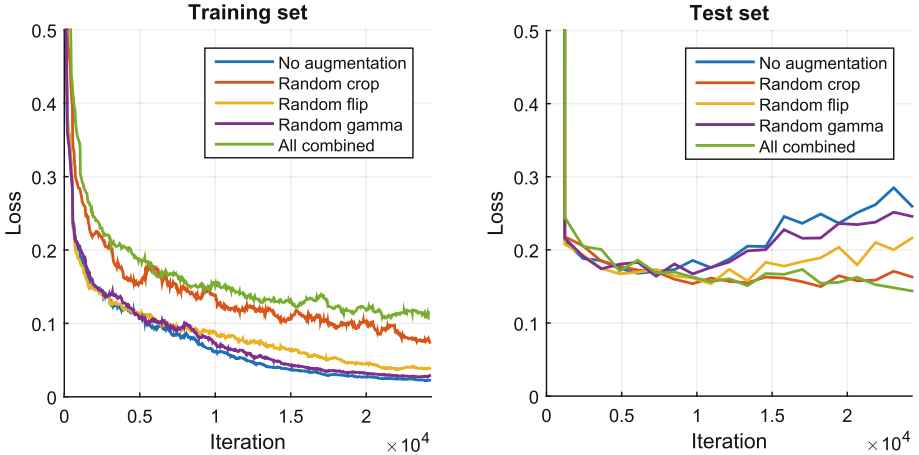 Training set
0.5
0.4
0.3
0.2
0.1
0
Loss
0 0.5 1 1.5 2
Iteration
×10^4
No augmentation
Random crop
Random flip
Random gamma
All combined
Test set
0.5
0.4
0.3
0.2
0.1
0
Loss
0 0.5 1 1.5 2
Iteration
×10^4
No augmentation
Random crop
Random flip
Random gamma
All combined